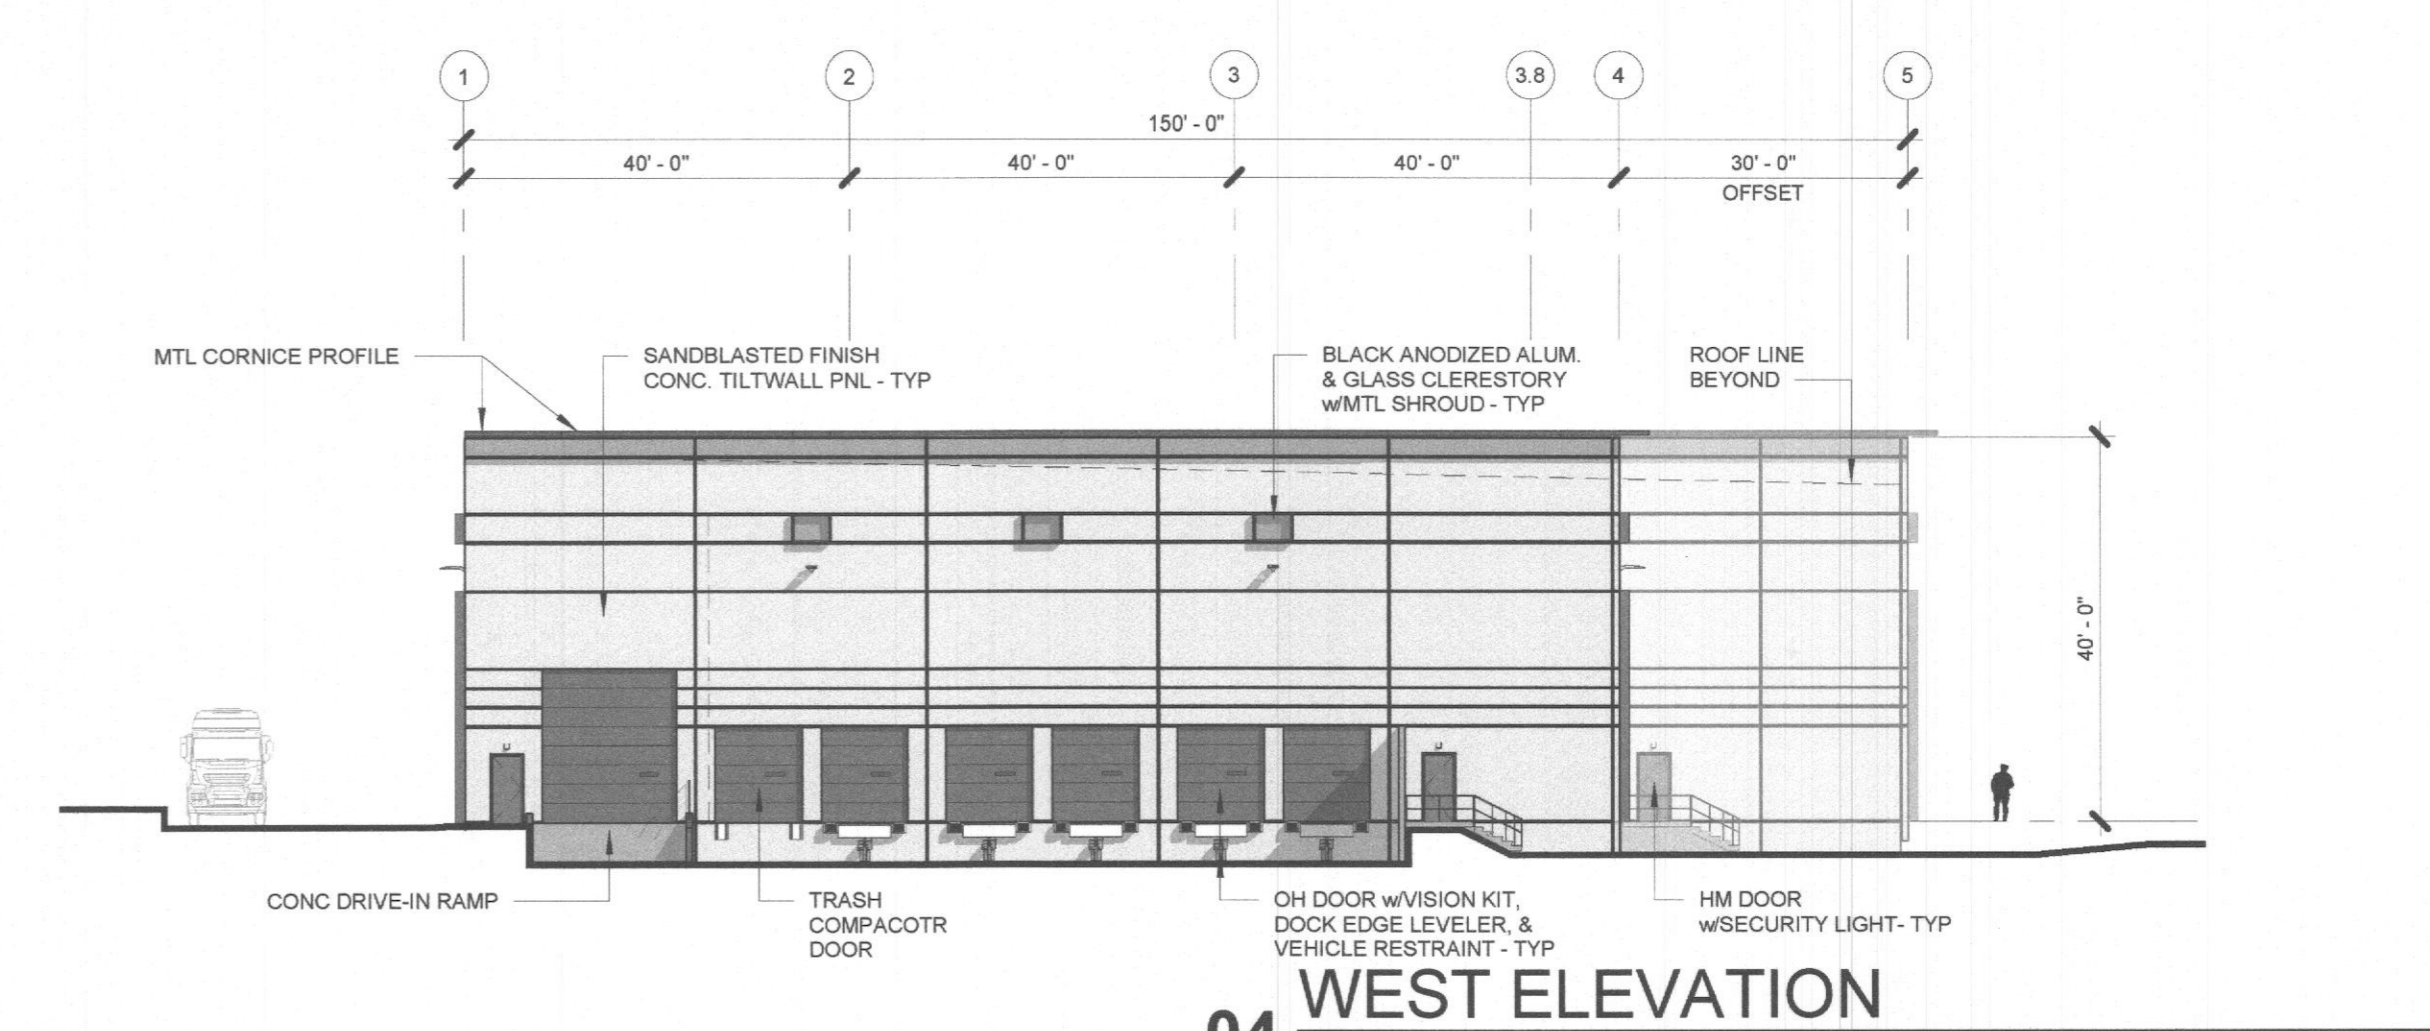 1 2 3 3.8 4 5
150' - 0"
40' - 0" 40' - 0" 40' - 0" 30' - 0"
OFFSET
MTL CORNICE PROFILE
SANDBLASTED FINISH
CONC. TILTWALL PNL - TYP
BLACK ANODIZED ALUM.
& GLASS CLERESTORY
w/MTL SHROUD - TYP
ROOF LINE
BEYOND
40' - 0"
CONC DRIVE-IN RAMP
TRASH
COMPACOTR
DOOR
OH DOOR w/VISION KIT,
DOCK EDGE LEVELER, &
VEHICLE RESTRAINT - TYP
HM DOOR
w/SECURITY LIGHT- TYP
WEST ELEVATION